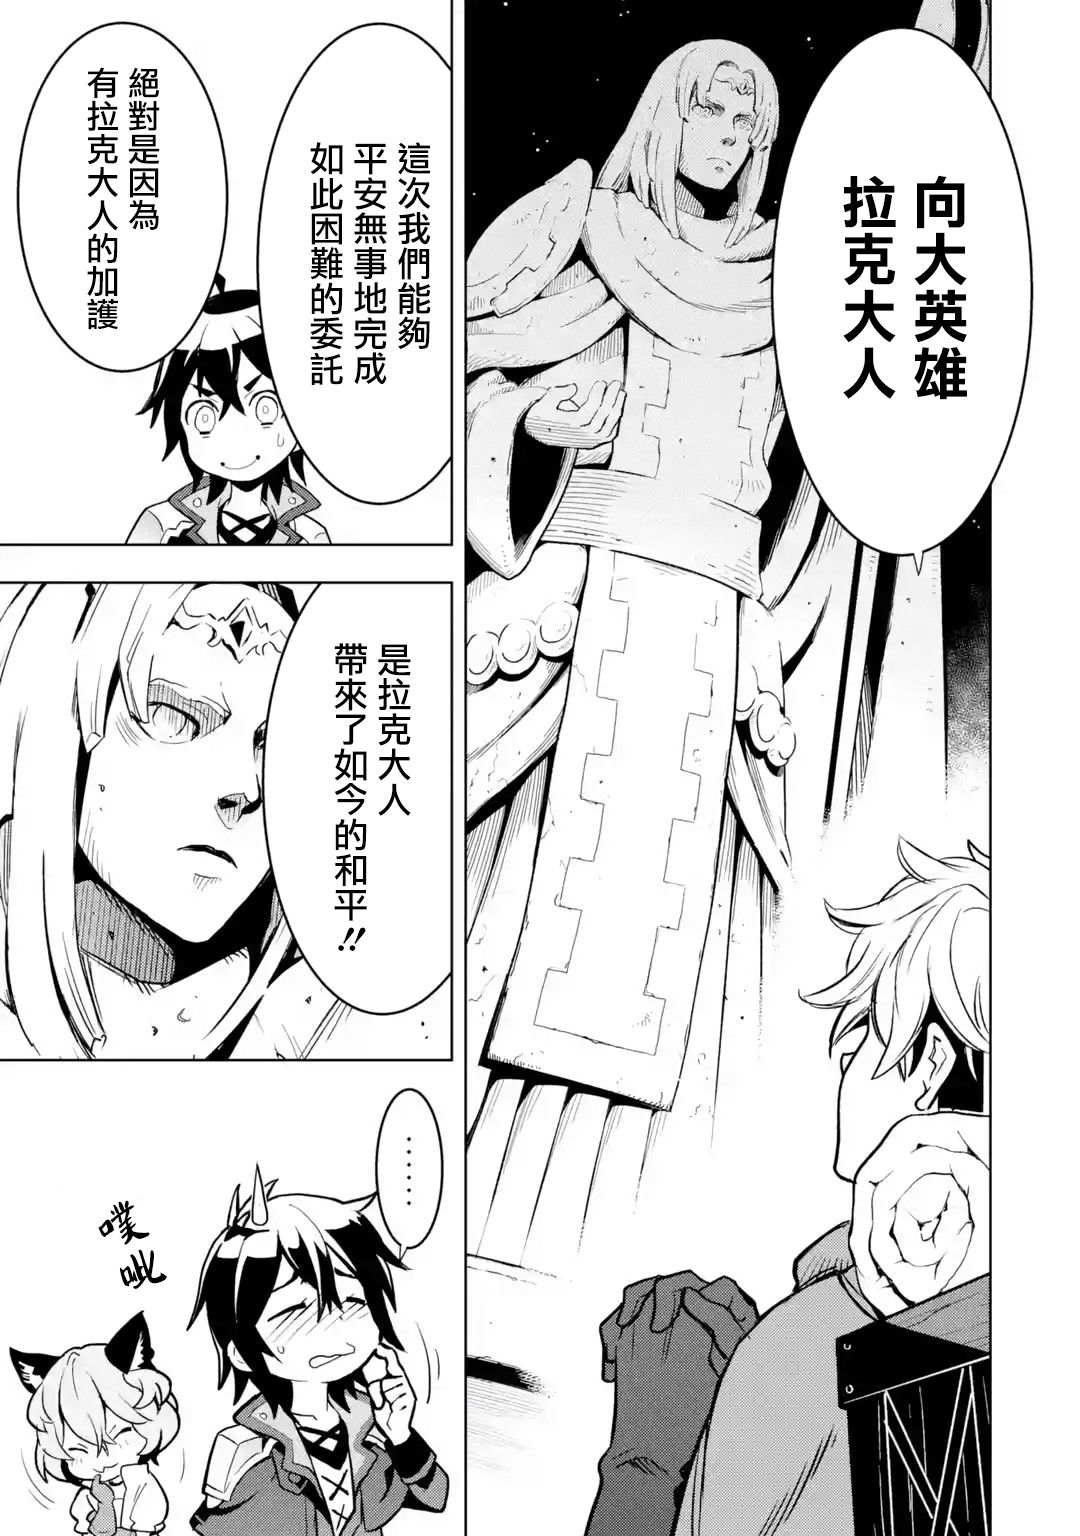 向大英雄
拉克大人
這次我們能夠
平安無事地完成
如此困難的委託
絕對是因為
有拉克大人的加護
是拉克大人
帶來了如今的和平!!
………
噗
呲